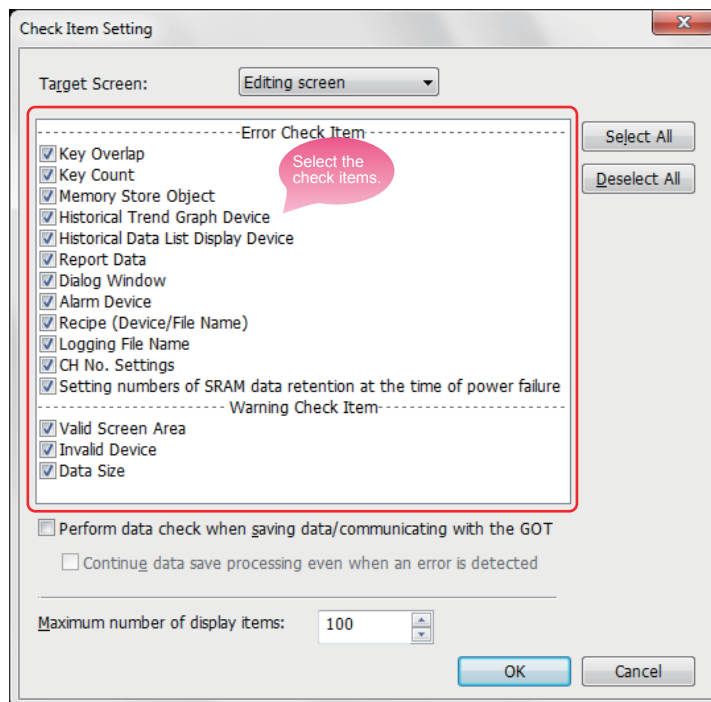 Check Item Setting
x
Target Screen: Editing screen
Error Check Item
Select All
Key Overlap
Select the
check items.
Key Count
Deselect All
Memory Store Object
Historical Trend Graph Device
Historical Data List Display Device
Report Data
Dialog Window
Alarm Device
Recipe (Device/File Name)
Logging File Name
CH No. Settings
Setting numbers of SRAM data retention at the time of power failure
Warning Check Item
Valid Screen Area
Invalid Device
Data Size
Perform data check when saving data/communicating with the GOT
Continue data save processing even when an error is detected
Maximum number of display items: 100
OK Cancel